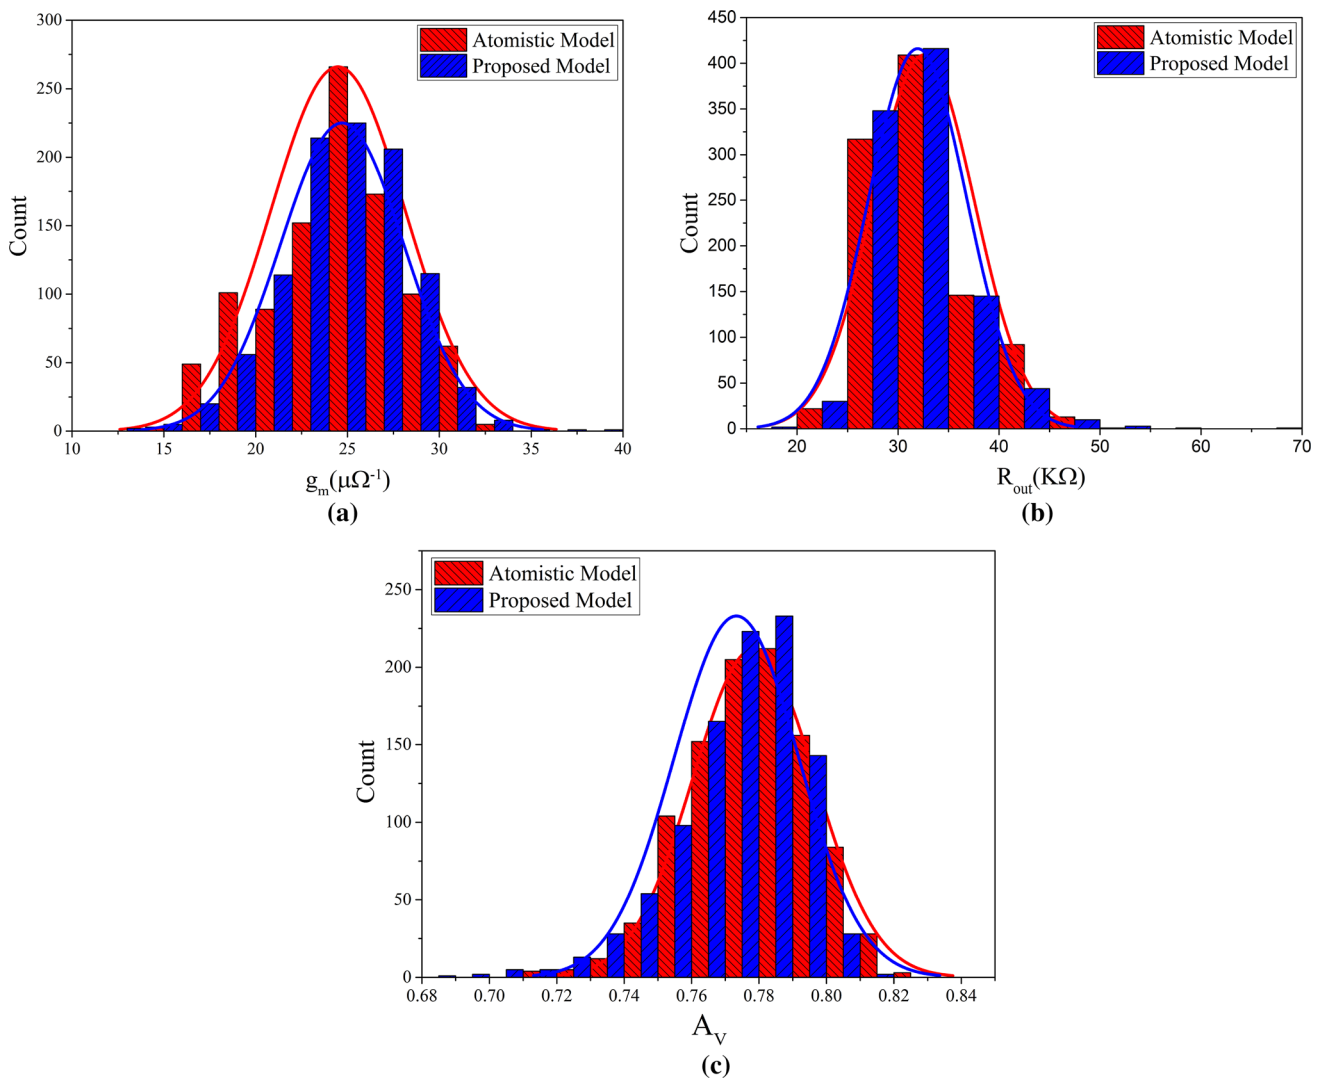 300
250
200
150
100
50
0
Count
Atomistic Model
Proposed Model
10 15 20 25 30 35 40
gm(μΩ-1)
(a)
450
400
350
300
250
200
150
100
50
0
Count
Atomistic Model
Proposed Model
20 30 40 50 60 70
Rout(KΩ)
(b)
250
200
150
100
50
0
Count
Atomistic Model
Proposed Model
0.68 0.70 0.72 0.74 0.76 0.78 0.80 0.82 0.84
AV
(c)